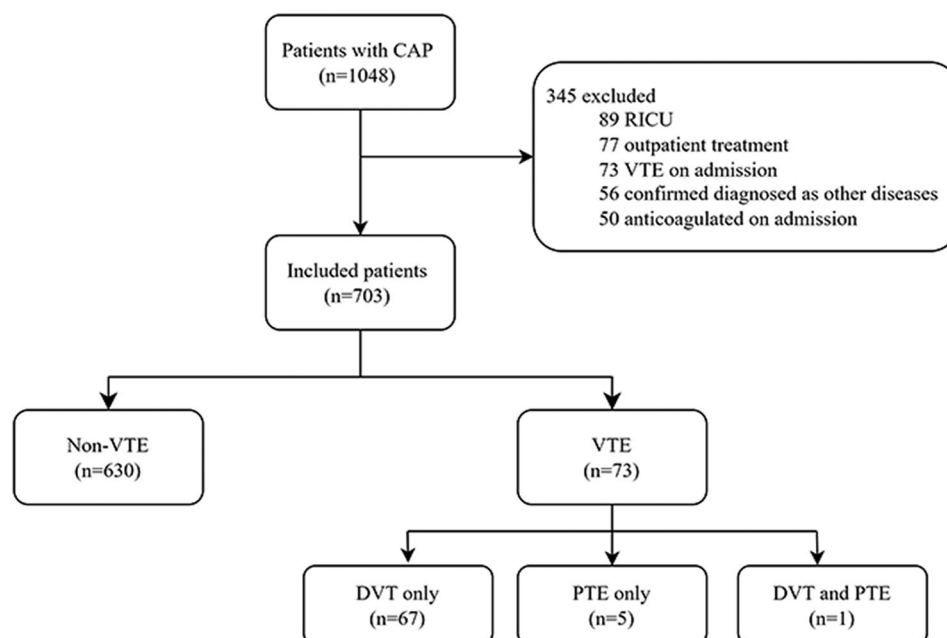 Patients with CAP
(n=1048)
345 excluded
89 RICU
77 outpatient treatment
73 VTE on admission
56 confirmed diagnosed as other diseases
50 anticoagulated on admission
Included patients
(n=703)
Non-VTE
(n=630)
VTE
(n=73)
DVT only
(n=67)
PTE only
(n=5)
DVT and PTE
(n=1)